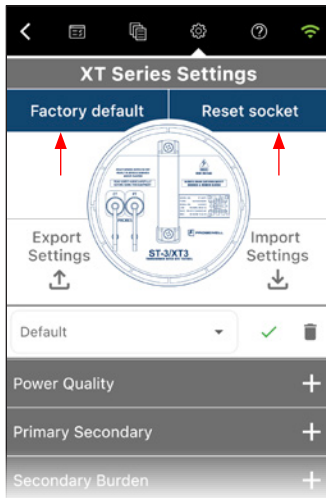 XT Series Settings
Factory default
Reset socket
PROBEWELL
ST-3/XT3
Export
Settings
Import
Settings
Default
Power Quality
Primary Secondary
Secondary Burden